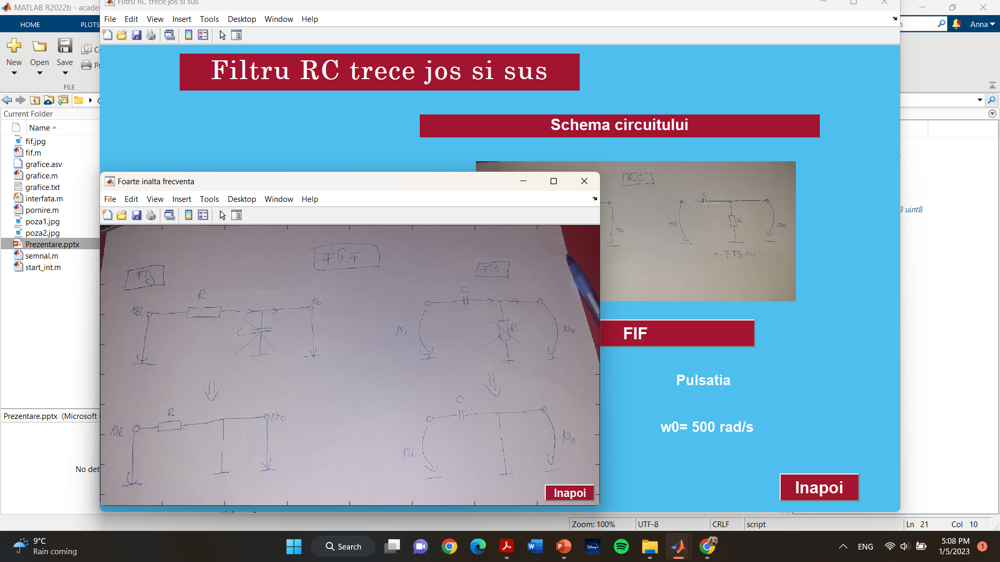 MATLAB R2022b - acade
Filtru RC trece jos si sus
HOME
PLOTS
Anna
File Edit View Insert Tools Desktop Window Help
New
Open
Save
FILE
Filtru RC trece jos si sus
Current Folder
Name
Schema circuitului
fif.jpg
fif.m
grafice.asv
grafice.m
grafice.txt
interfata.m
pornire.m
poza1.jpg
poza2.jpg
Prezentare.pptx
semnal.m
start_int.m
3 uint8
RC
C
R
~ FTS ~
Foarte inalta frecventa
File Edit View Insert Tools Desktop Window Help
F.I.F
FTJ
FTS
R
C
vi
vo
C
vi
R
vo
R
C
vi
vo
vi
vo
Inapoi
FIF
Pulsatia
w0= 500 rad/s
Inapoi
Prezentare.pptx (Microsoft
No det
Zoom: 100%
UTF-8
CRLF
script
Ln 21
Col 10
9°C
Rain coming
Search
Disney+
ENG
5:08 PM
1/5/2023
1